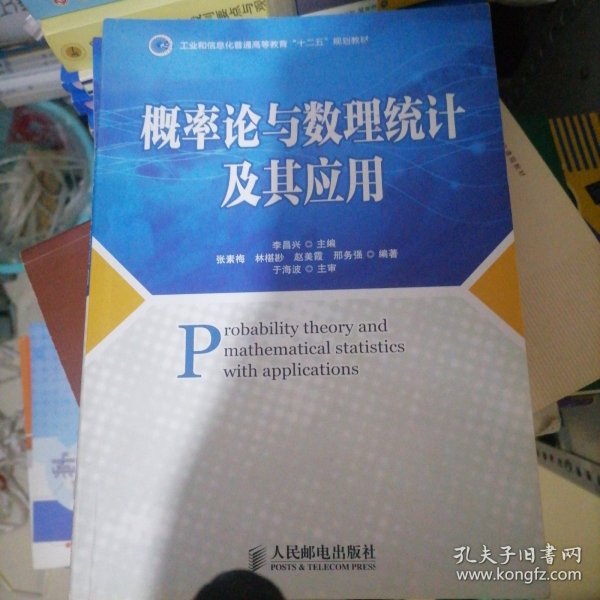 工业和信息化普通高等教育“十二五”规划教材
概率论与数理统计
及其应用
李昌兴 ◎ 主编
张素梅 林椹尠 赵美霞 邢务强 ◎ 编著
于海波 ◎ 主审
Probability theory and
mathematical statistics
with applications
人民邮电出版社
POSTS & TELECOM PRESS
孔夫子旧书网
www.kongfz.com